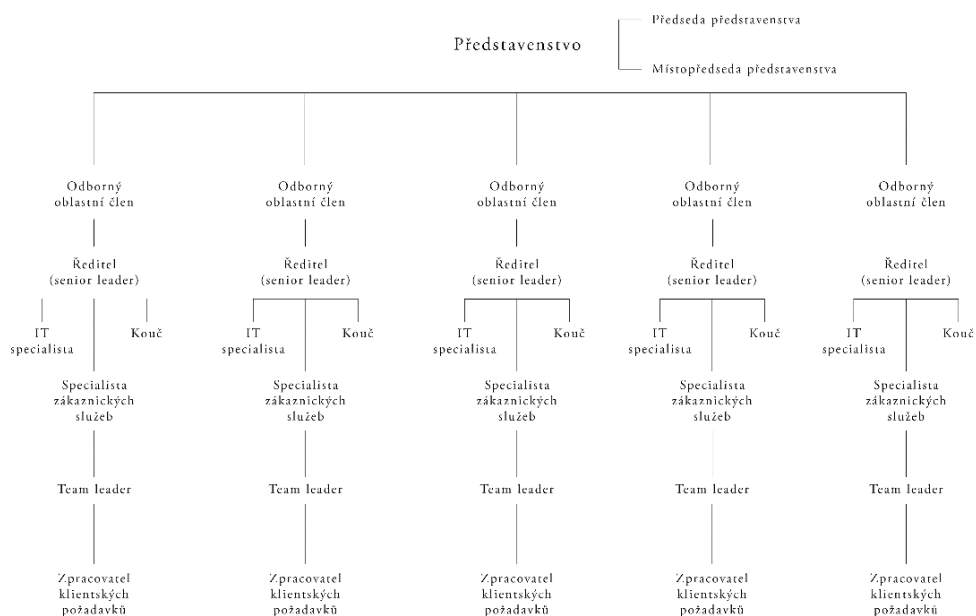 Předseda představenstva
Představenstvo
Místopředseda představenstva
Odborný
oblastní člen
Odborný
oblastní člen
Odborný
oblastní člen
Odborný
oblastní člen
Odborný
oblastní člen
Ředitel
(senior leader)
Ředitel
(senior leader)
Ředitel
(senior leader)
Ředitel
(senior leader)
Ředitel
(senior leader)
IT
specialista
Kouč
IT
specialista
Kouč
IT
specialista
Kouč
IT
specialista
Kouč
IT
specialista
Kouč
Specialista
zákaznických
služeb
Specialista
zákaznických
služeb
Specialista
zákaznických
služeb
Specialista
zákaznických
služeb
Specialista
zákaznických
služeb
Team leader
Team leader
Team leader
Team leader
Team leader
Zpracovatel
klientských
požadavků
Zpracovatel
klientských
požadavků
Zpracovatel
klientských
požadavků
Zpracovatel
klientských
požadavků
Zpracovatel
klientských
požadavků